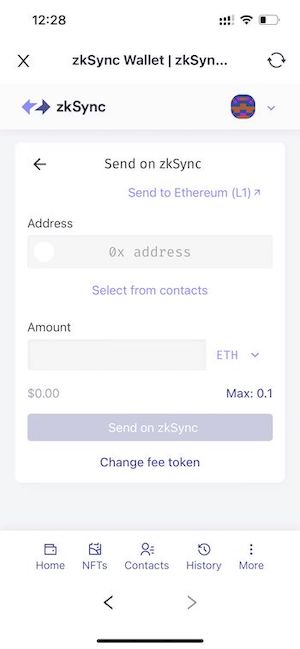 12:28
zkSync Wallet | zkSyn...
zkSync
Send on zkSync
Send to Ethereum (L1)
Address
0x address
Select from contacts
Amount
ETH
$0.00 Max: 0.1
Send on zkSync
Change fee token
Home NFTs Contacts History More